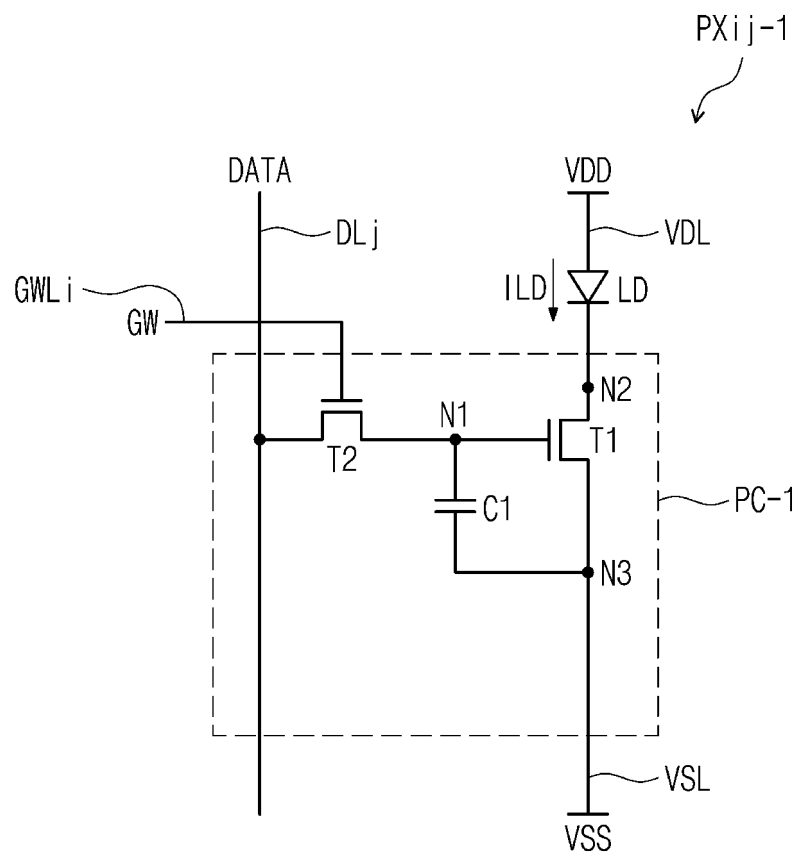 PXij-1
DATA
VDD
DLj
VDL
GWLi
GW
ILD
LD
N2
N1
T1
T2
C1
PC-1
N3
VSL
VSS